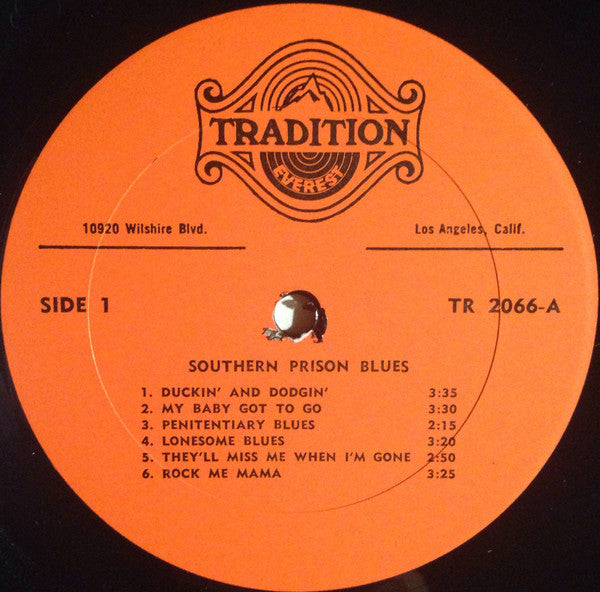 TRADITION
EVEREST
10920 Wilshire Blvd. Los Angeles, Calif.
SIDE 1 TR 2066-A
SOUTHERN PRISON BLUES
1. DUCKIN' AND DODGIN' 3:35
2. MY BABY GOT TO GO 3:30
3. PENITENTIARY BLUES 2:15
4. LONESOME BLUES 3:20
5. THEY'LL MISS ME WHEN I'M GONE 2:50
6. ROCK ME MAMA 3:25